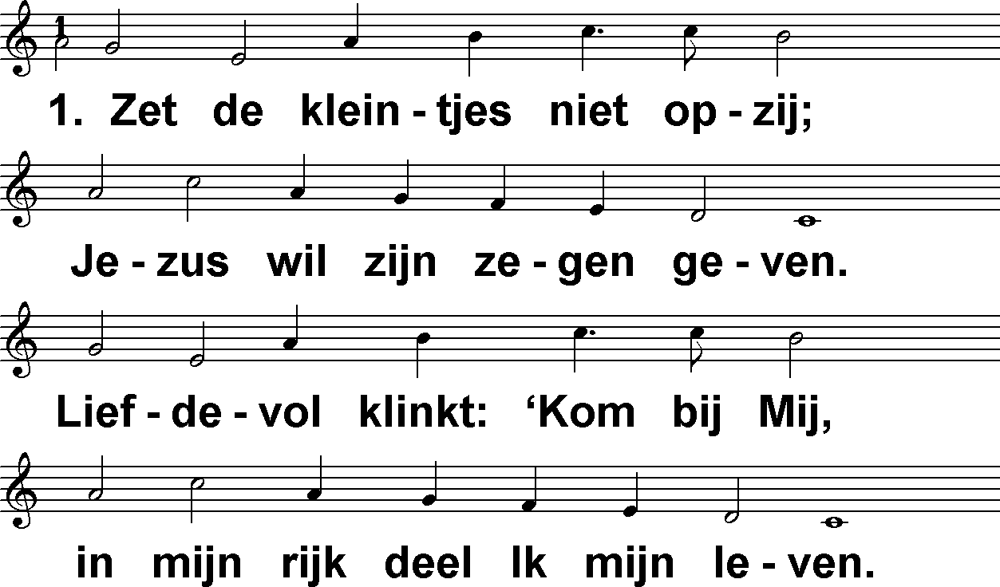 1
1. Zet de klein - tjes niet op - zij;
Je - zus wil zijn ze - gen ge - ven.
Lief - de - vol klinkt: ‘Kom bij Mij,
in mijn rijk deel Ik mijn le - ven.